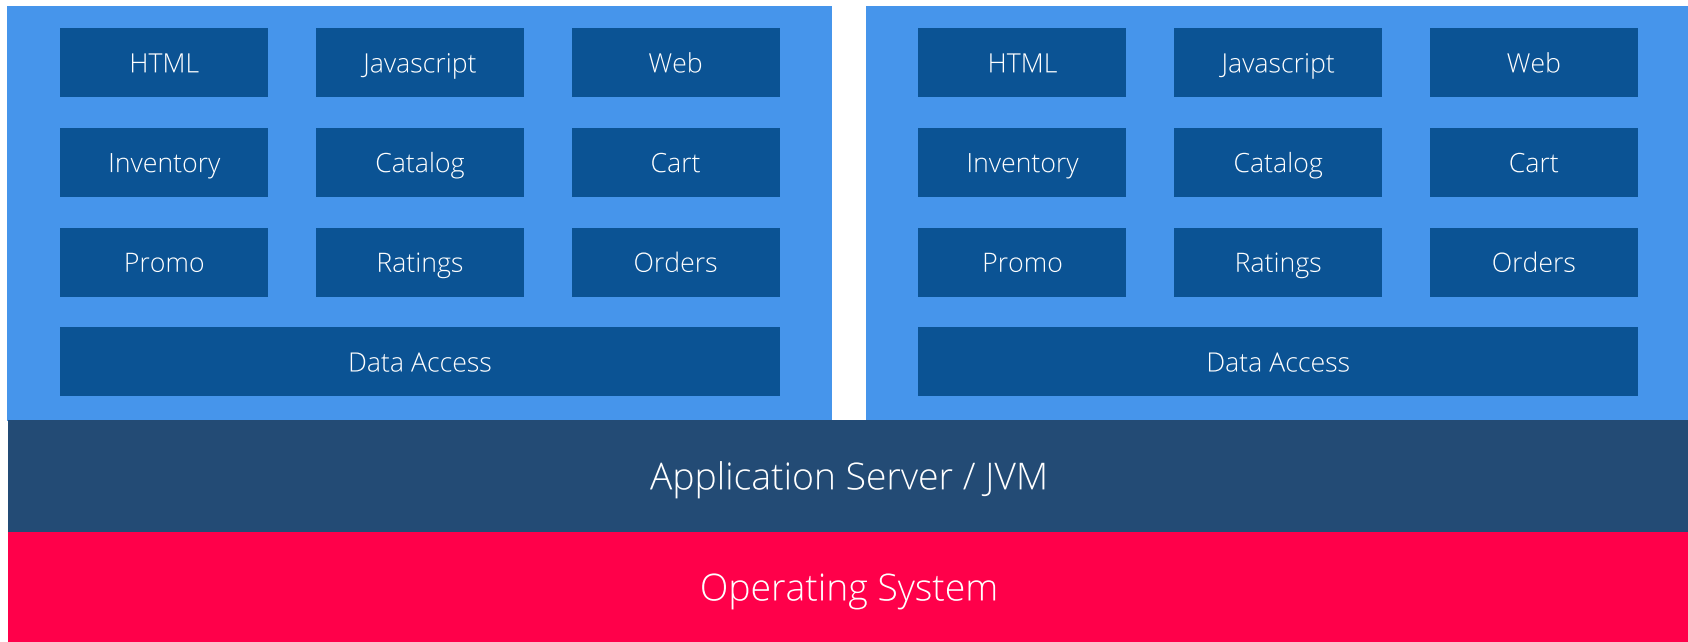 HTML Javascript Web
Inventory Catalog Cart
Promo Ratings Orders
Data Access
HTML Javascript Web
Inventory Catalog Cart
Promo Ratings Orders
Data Access
Application Server / JVM
Operating System